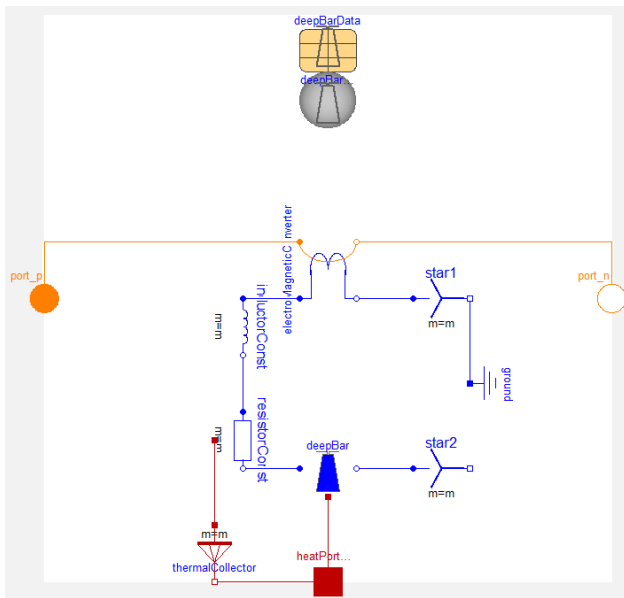 deepBarData
deepBar...
electroMagneticConverter
port_p
port_n
star1
m=m
inductorConst
m=m
ground
resistorConst
m=m
deepBar
star2
m=m
m=m
heatPort...
thermalCollector